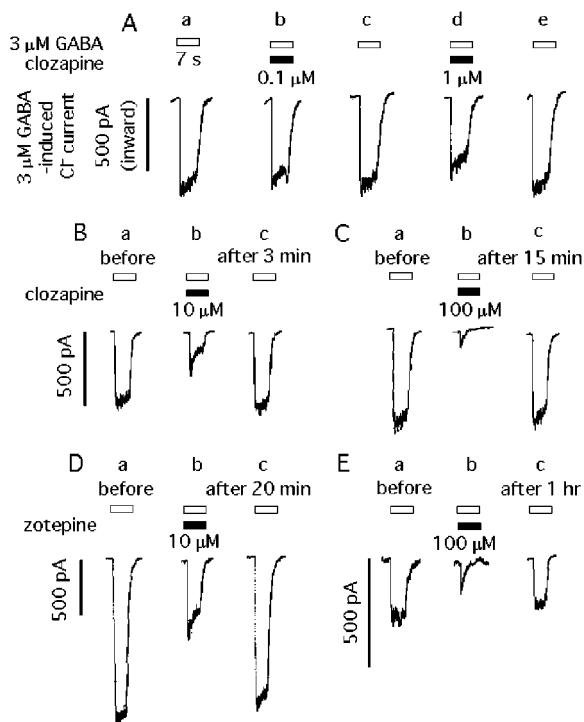 A a b c d e
3 μM GABA
clozapine
7 s 0.1 μM 1 μM
3 μM GABA
-induced
Cl⁻ current
500 pA
(inward)
B a b c
before after 3 min
clozapine
10 μM
500 pA
C a b c
before after 15 min
100 μM
D a b c
before after 20 min
zotepine
10 μM
500 pA
E a b c
before after 1 hr
100 μM
500 pA